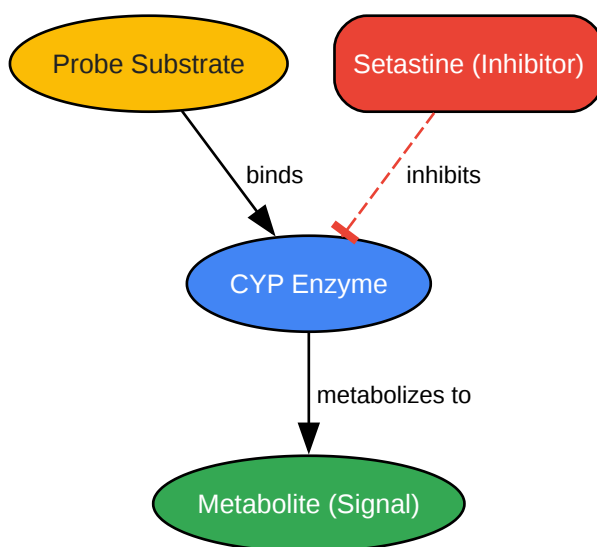 Probe Substrate
Setastine (Inhibitor)
binds
inhibits
CYP Enzyme
metabolizes to
Metabolite (Signal)